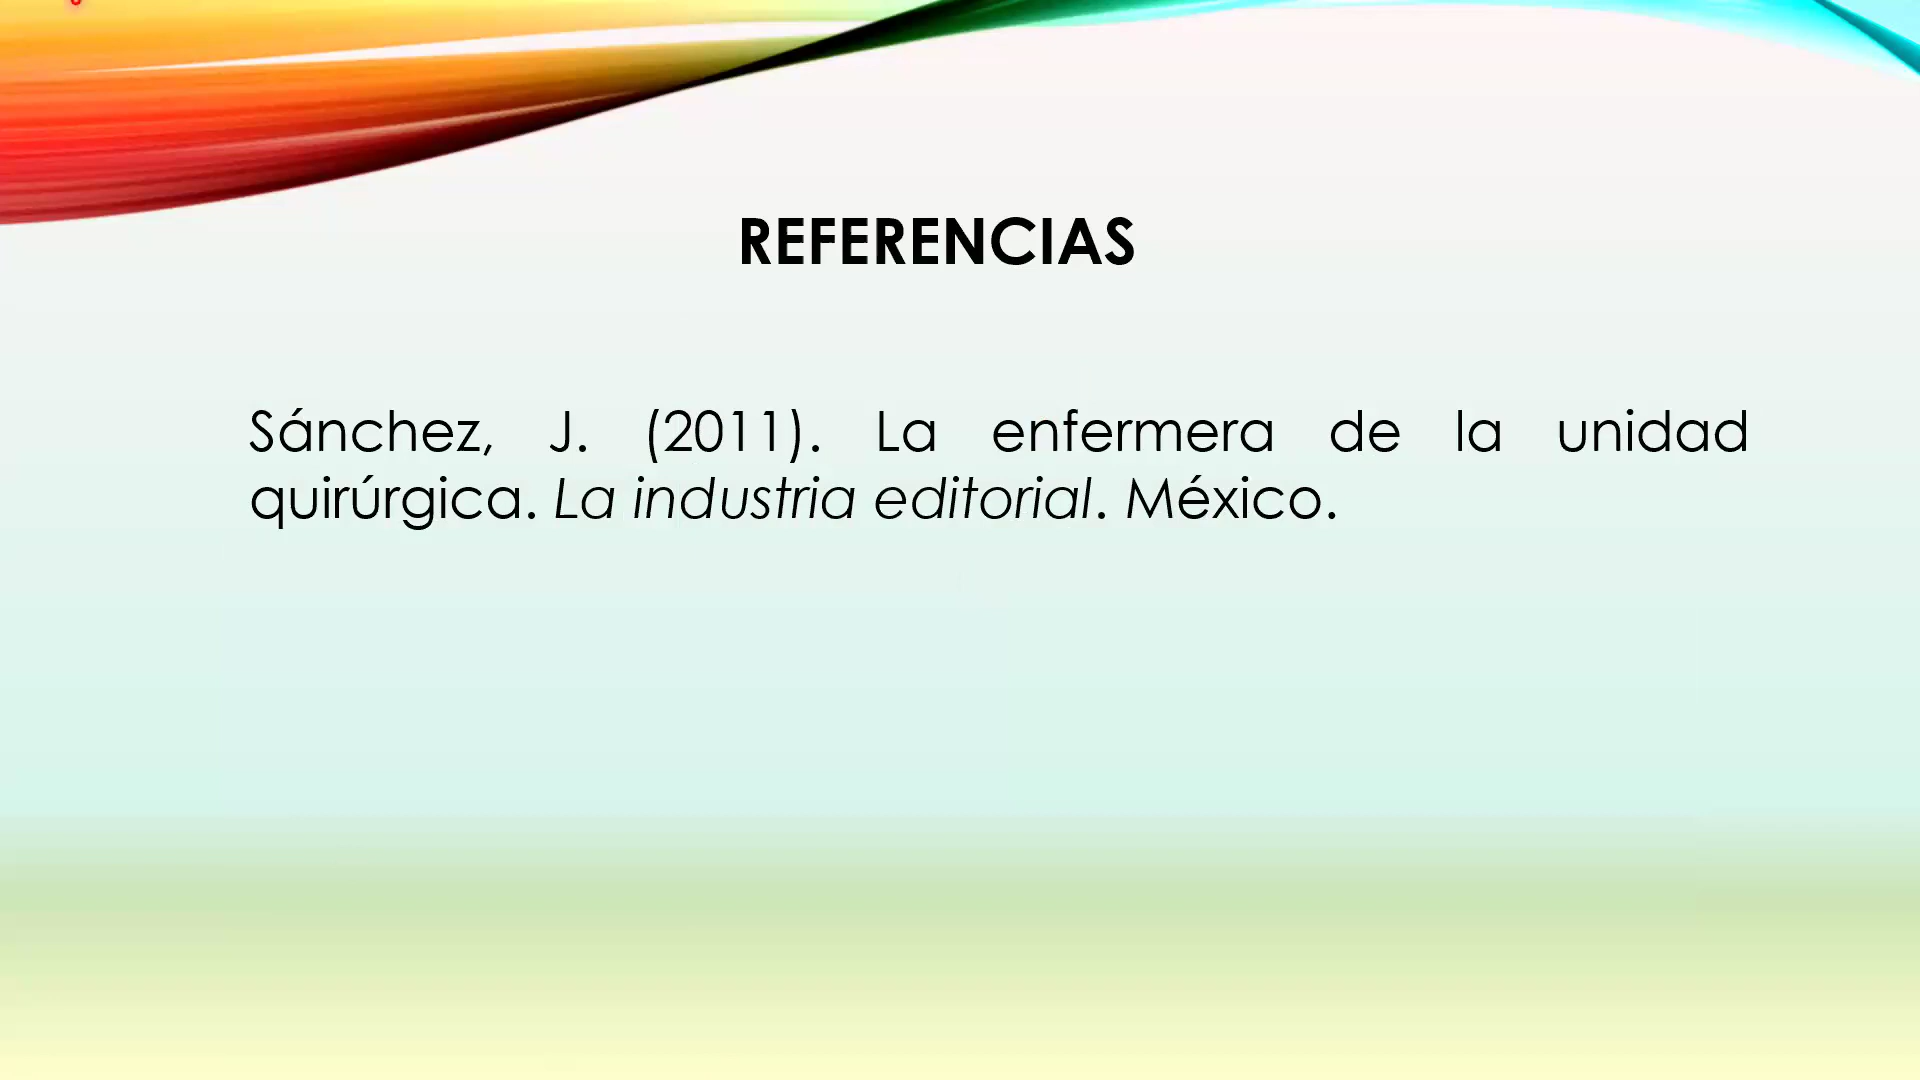 REFERENCIAS
Sánchez, J. (2011). La enfermera de la unidad
quirúrgica. La industria editorial. México.